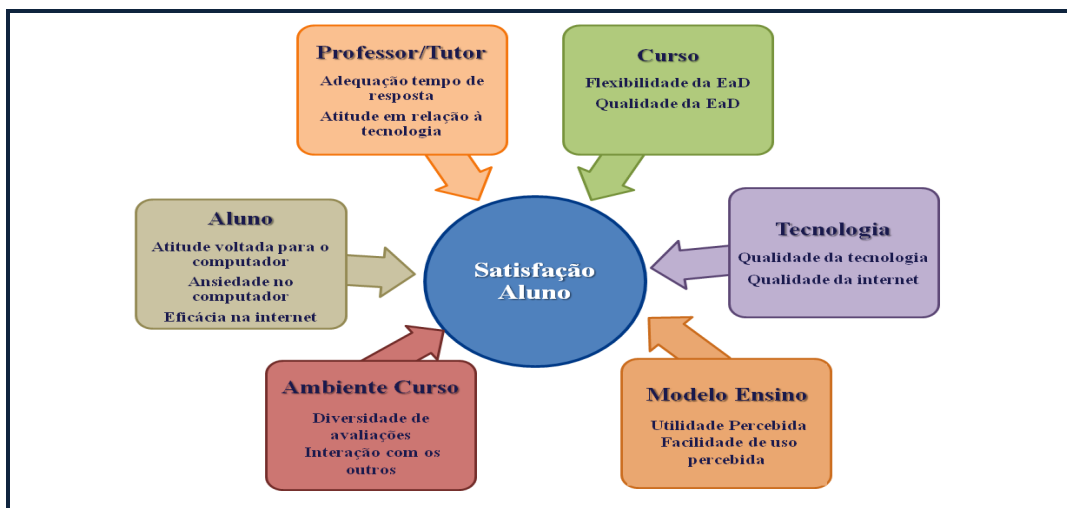 Professor/Tutor
Adequação tempo de
resposta
Atitude em relação à
tecnologia
Curso
Flexibilidade da EaD
Qualidade da EaD
Aluno
Atitude voltada para o
computador
Ansiedade no
computador
Eficácia na internet
Satisfação
Aluno
Tecnologia
Qualidade da tecnologia
Qualidade da internet
Ambiente Curso
Diversidade de
avaliações
Interação com os
outros
Modelo Ensino
Utilidade Percebida
Facilidade de uso
percebida